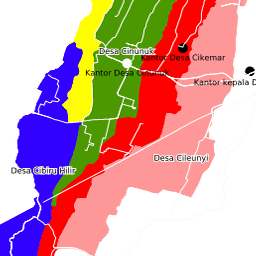 Desa Cinunuk
Kantor Desa Cikemar
Kantor Desa Cinunuk
Kantor kepala D
Desa Cileunyi
Desa Cibiru Hilir